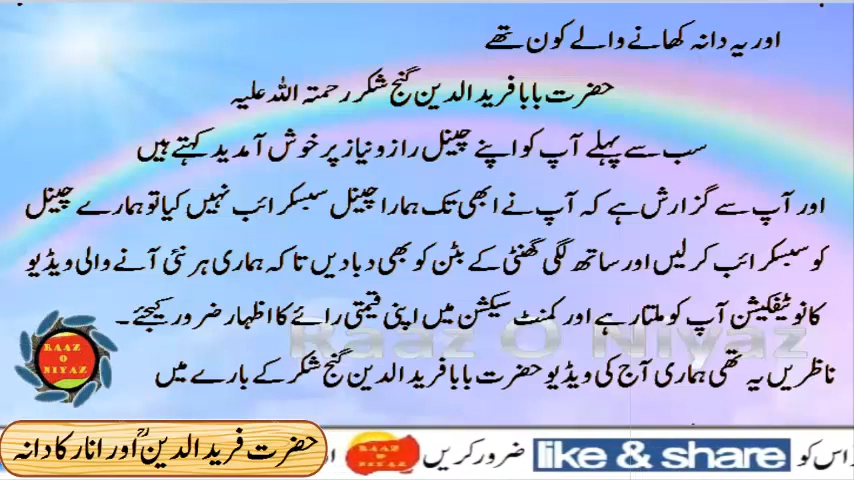 اور یہ دانہ کھانے والے کون تھے
حضرت بابا فرید الدین گنج شکر رحمتہ اللہ علیہ
سب سے پہلے آپ کو اپنے چینل راز و نیاز پر خوش آمدید کہتے ہیں
اور آپ سے گزارش ہے کہ آپ نے ابھی تک ہمارا چینل سبسکرائب نہیں کیا تو ہمارے چینل
کو سبسکرائب کر لیں اور ساتھ لگی گھنٹی کے بٹن کو بھی دبا دیں تاکہ ہماری ہر نئی آنے والی ویڈیو
کا نوٹیفکیشن آپ کو ملتا رہے اور کمنٹ سیکشن میں اپنی قیمتی رائے کا اظہار ضرور کیجئے۔
Raaz O Niyaz
ناظریں یہ تھی ہماری آج کی ویڈیو حضرت بابا فرید الدین گنج شکر کے بارے میں
RAAZ
O
NIYAZ
حضرت فرید الدینؒ اور انار کا دانہ
اس کو like & share ضرور کریں
RAAZ
O
NIYAZ